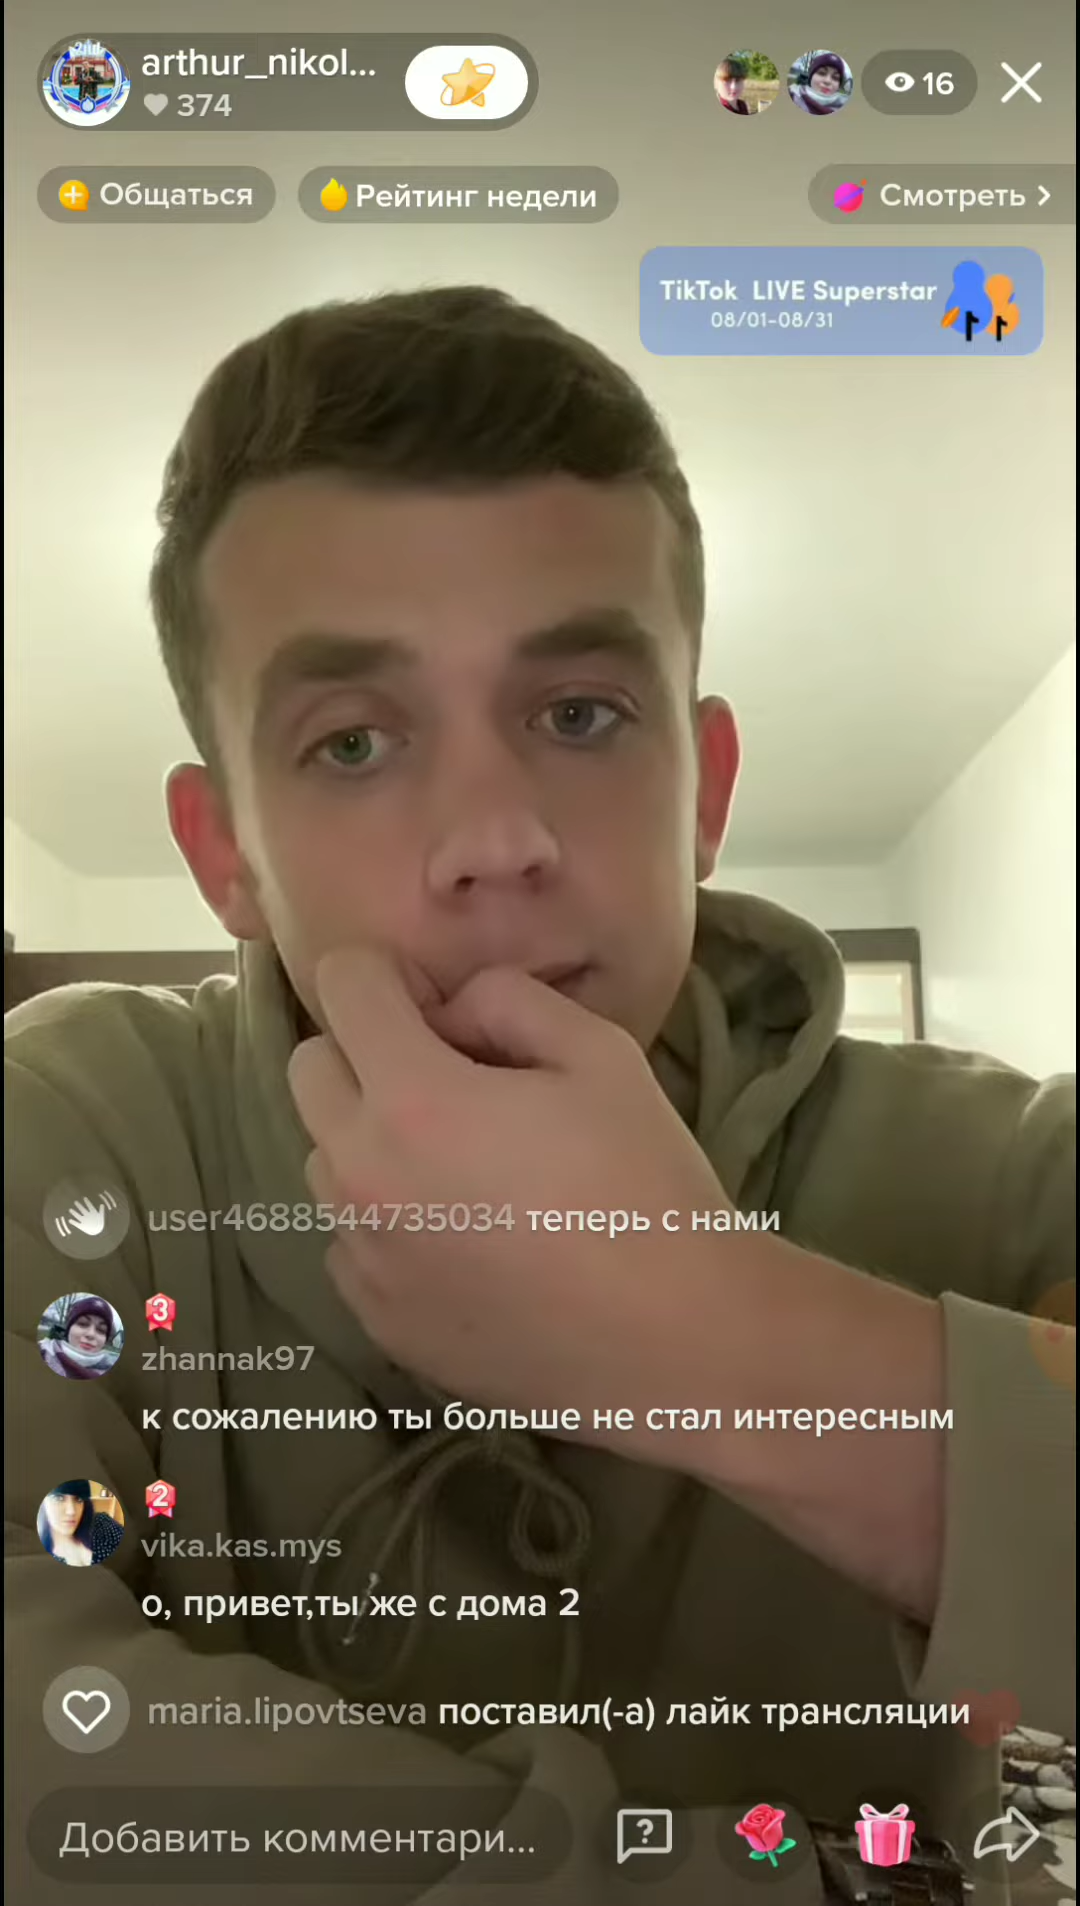 arthur_nikol...
374
16
Общаться
Рейтинг недели
Смотреть
TikTok LIVE Superstar
08/01-08/31
user4688544735034 теперь с нами
3
zhannak97
к сожалению ты больше не стал интересным
2
vika.kas.mys
о, привет,ты же с дома 2
maria.lipovtseva поставил(-а) лайк трансляции
Добавить комментари...